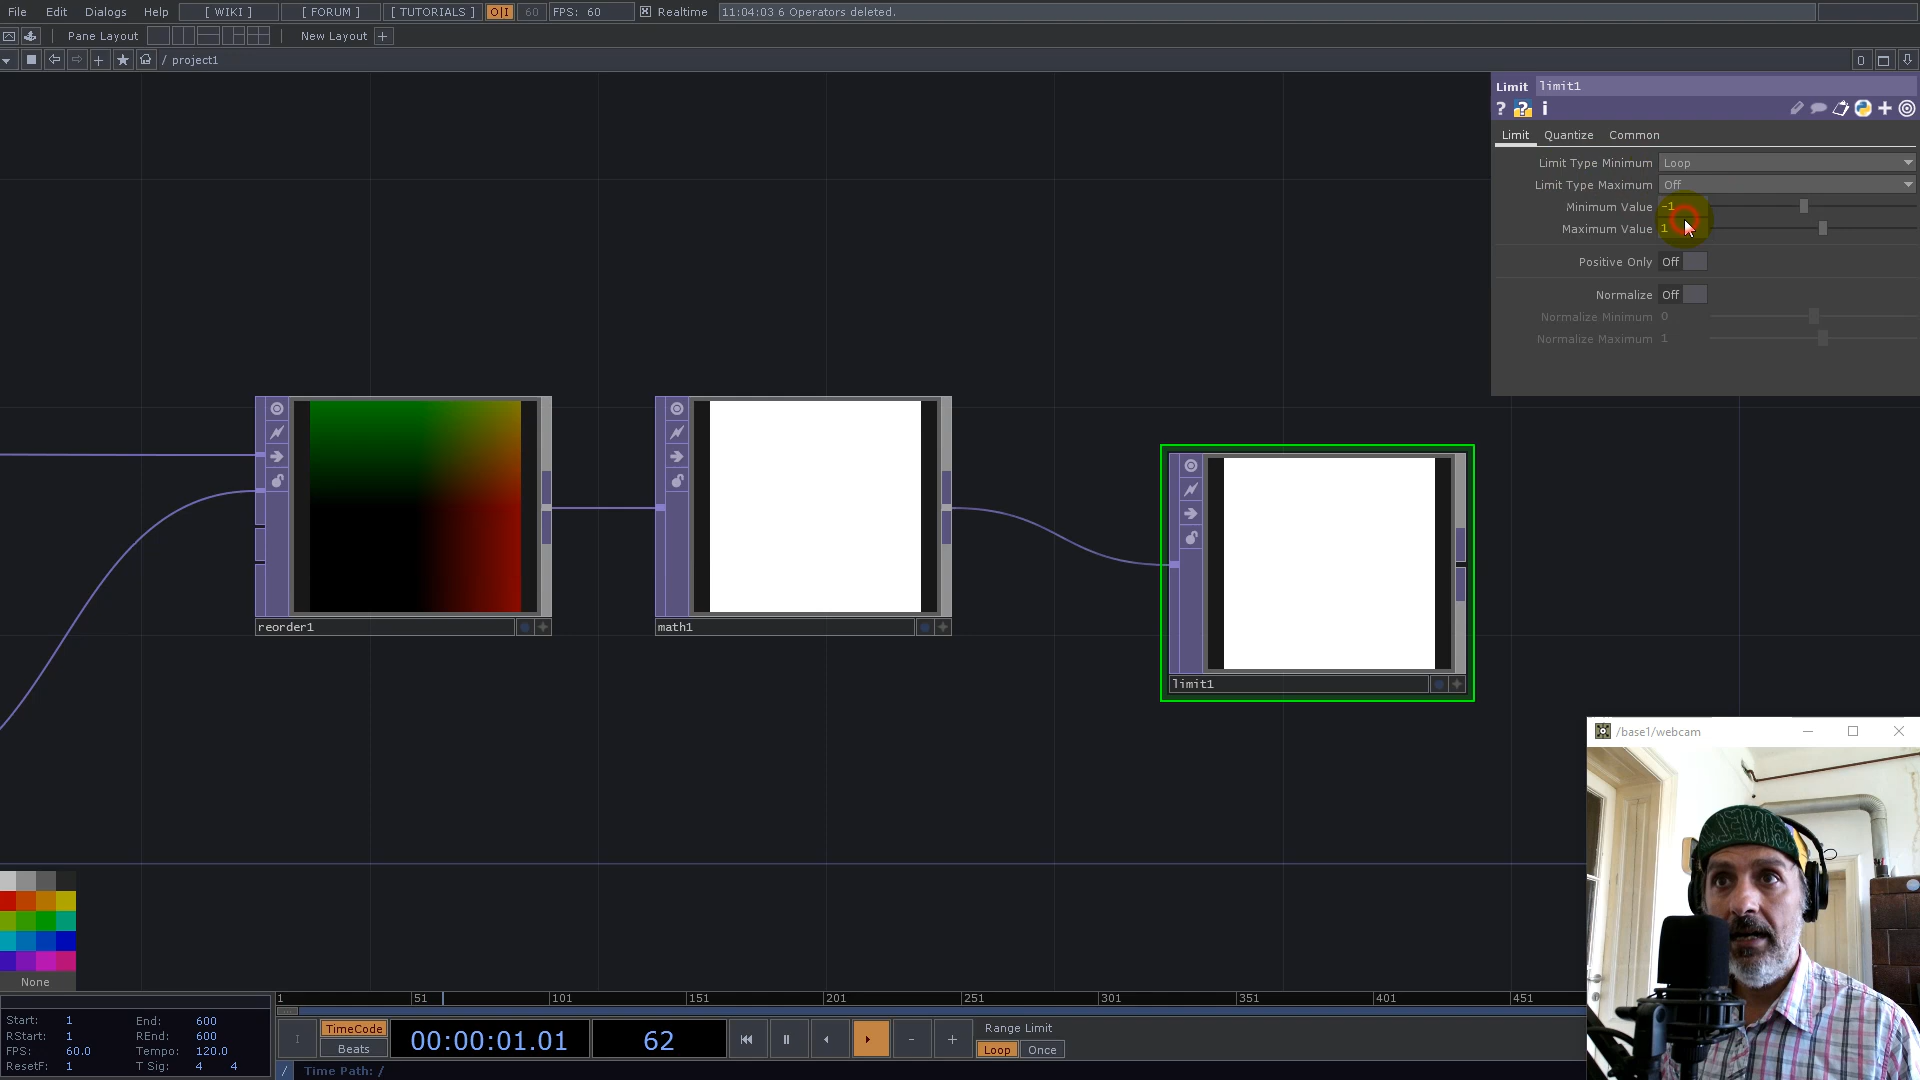 File Edit Dialogs Help [ WIKI ] [ FORUM ] [ TUTORIALS ] O|I 60 FPS: 60 Realtime 11:04:03 6 Operators deleted.
Pane Layout New Layout +
/ project1 0
Limit limit1
? ? i
Limit Quantize Common
Limit Type Minimum Loop
Limit Type Maximum Off
Minimum Value -1
Maximum Value 1
Positive Only Off
Normalize Off
Normalize Minimum 0
Normalize Maximum 1
reorder1
math1
limit1
/base1/webcam
None
1 51 101 151 201 251 301 351 401 451
Start: 1 End: 600
RStart: 1 REnd: 600
FPS: 60.0 Tempo: 120.0
ResetF: 1 T Sig: 4 4
I TimeCode Beats 00:00:01.01 62 - + Range Limit
Loop Once
/ Time Path: /